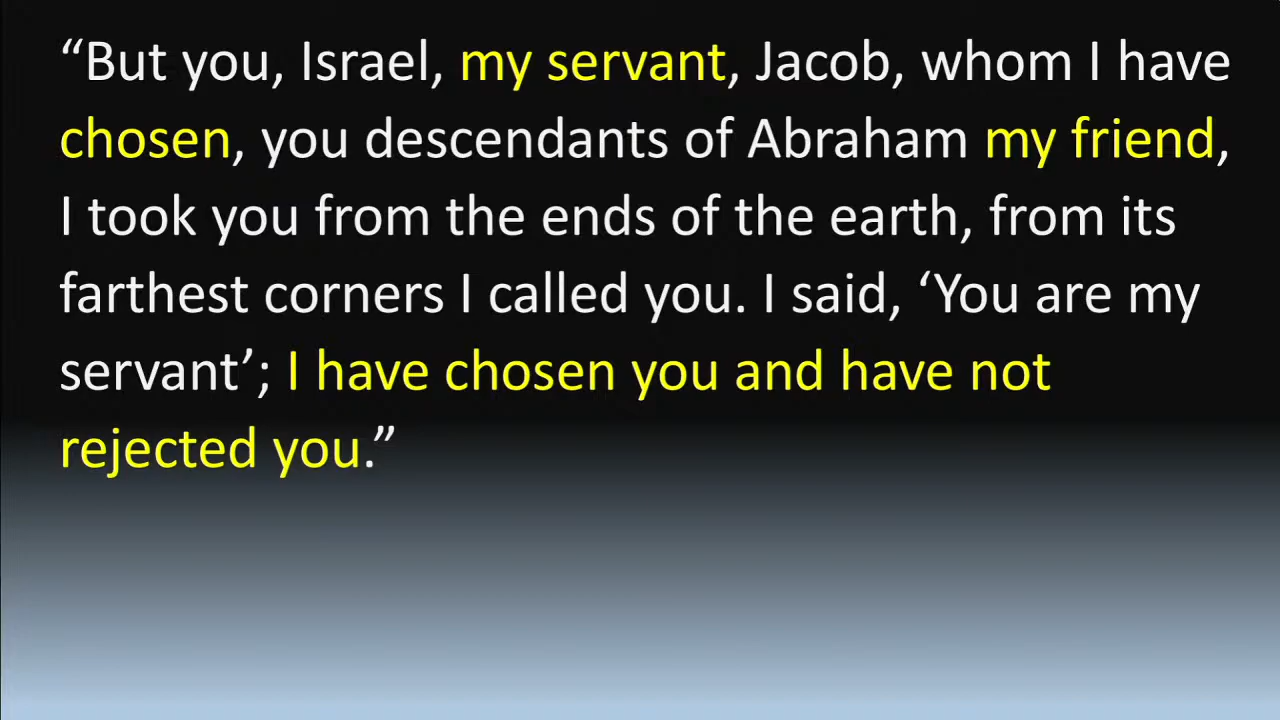 “But you, Israel, my servant, Jacob, whom I have
chosen, you descendants of Abraham my friend,
I took you from the ends of the earth, from its
farthest corners I called you. I said, ‘You are my
servant’; I have chosen you and have not
rejected you.”